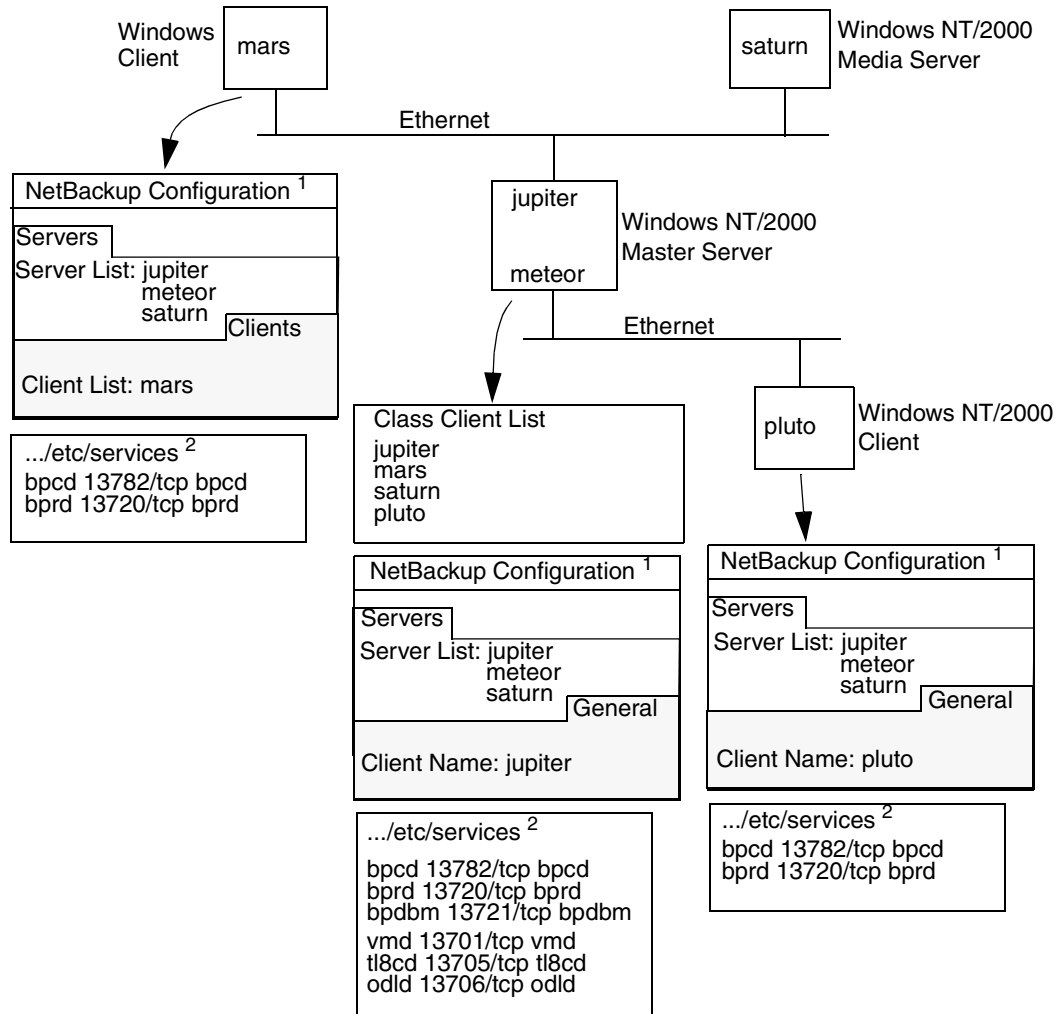 Windows
Client
mars
saturn
Windows NT/2000
Media Server
Ethernet
NetBackup Configuration 1
Servers
Server List: jupiter
meteor
saturn
Clients
Client List: mars
.../etc/services 2
bpcd 13782/tcp bpcd
bprd 13720/tcp bprd
jupiter
meteor
Windows NT/2000
Master Server
Ethernet
pluto
Windows NT/2000
Client
Class Client List
jupiter
mars
saturn
pluto
NetBackup Configuration 1
Servers
Server List: jupiter
meteor
saturn
General
Client Name: jupiter
.../etc/services 2
bpcd 13782/tcp bpcd
bprd 13720/tcp bprd
bpdbm 13721/tcp bpdbm
vmd 13701/tcp vmd
tl8cd 13705/tcp tl8cd
odld 13706/tcp odld
NetBackup Configuration 1
Servers
Server List: jupiter
meteor
saturn
General
Client Name: pluto
.../etc/services 2
bpcd 13782/tcp bpcd
bprd 13720/tcp bprd